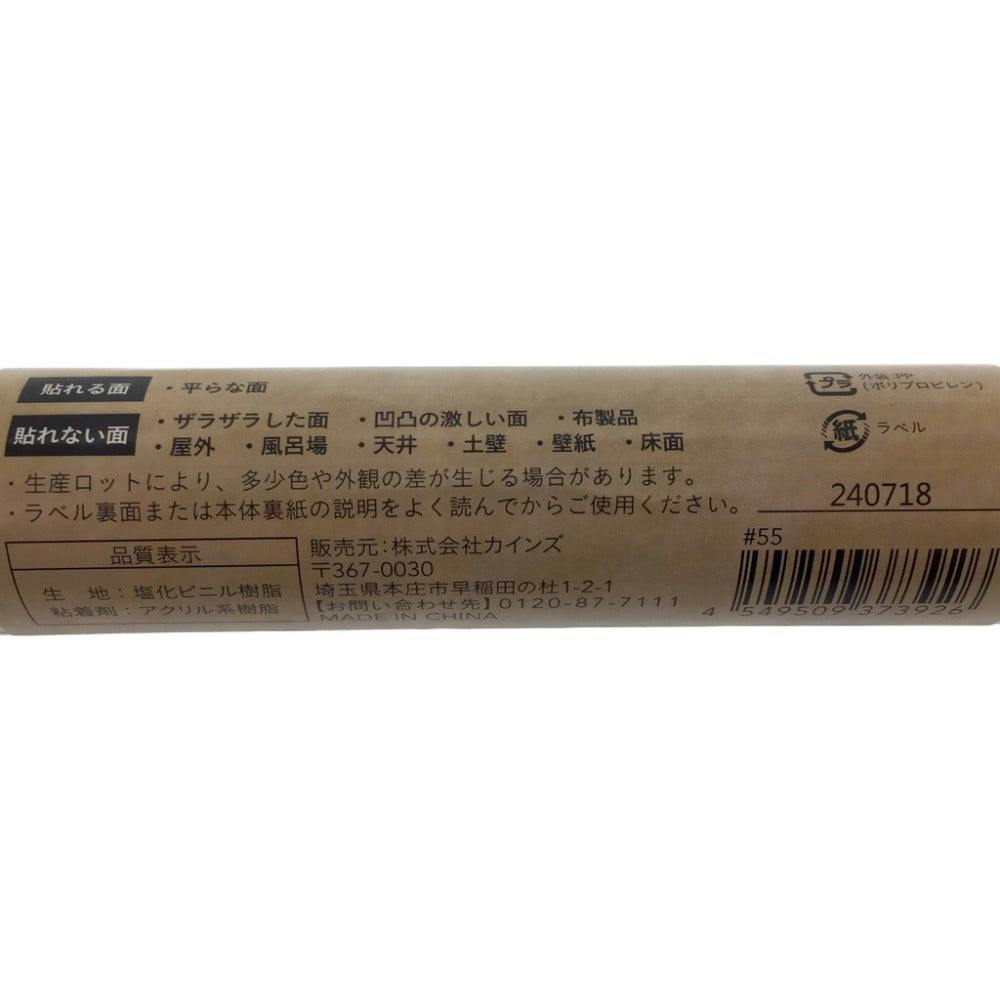 貼れる面 ・平らな面
貼れない面 ・ザラザラした面 ・凹凸の激しい面 ・布製品
・屋外 ・風呂場 ・天井 ・土壁 ・壁紙 ・床面
・生産ロットにより、多少色や外観の差が生じる場合があります。
・ラベル裏面または本体裏紙の説明をよく読んでからご使用ください。
品質表示
生 地：塩化ビニル樹脂
粘着剤：アクリル系樹脂
販売元：株式会社カインズ
〒367-0030
埼玉県本庄市早稲田の杜1-2-1
【お問い合わせ先】0120-87-7111
MADE IN CHINA
プラ 外装:PP
(ポリプロピレン)
紙 ラベル
240718
#55
4 549509 373926